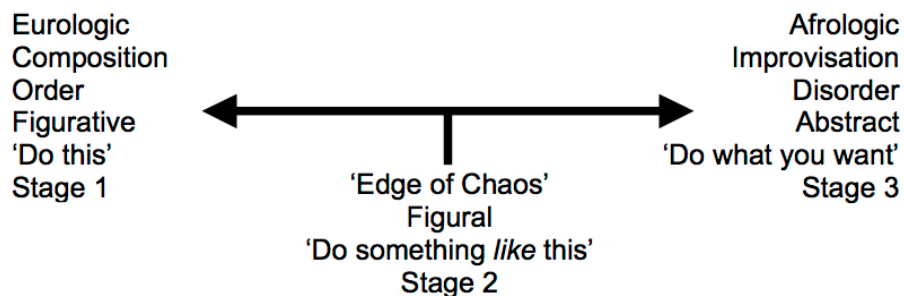 Eurologic
Composition
Order
Figurative
‘Do this’
Stage 1
‘Edge of Chaos’
Figural
‘Do something like this’
Stage 2
Afrologic
Improvisation
Disorder
Abstract
‘Do what you want’
Stage 3